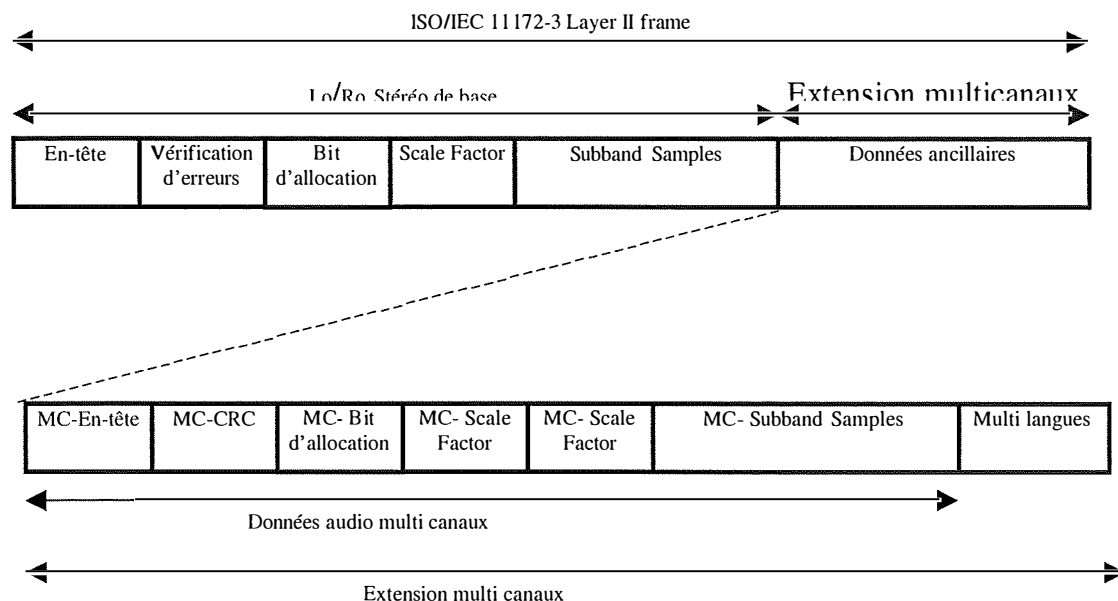 ISO/IEC 11172-3 Layer II frame
Lo/Ro Stéréo de base
Extension multicanaux
En-tête
Vérification
d'erreurs
Bit
d'allocation
Scale Factor
Subband Samples
Données ancillaires
MC-En-tête
MC-CRC
MC- Bit
d'allocation
MC- Scale
Factor
MC- Scale
Factor
MC- Subband Samples
Multi langues
Données audio multi canaux
Extension multi canaux